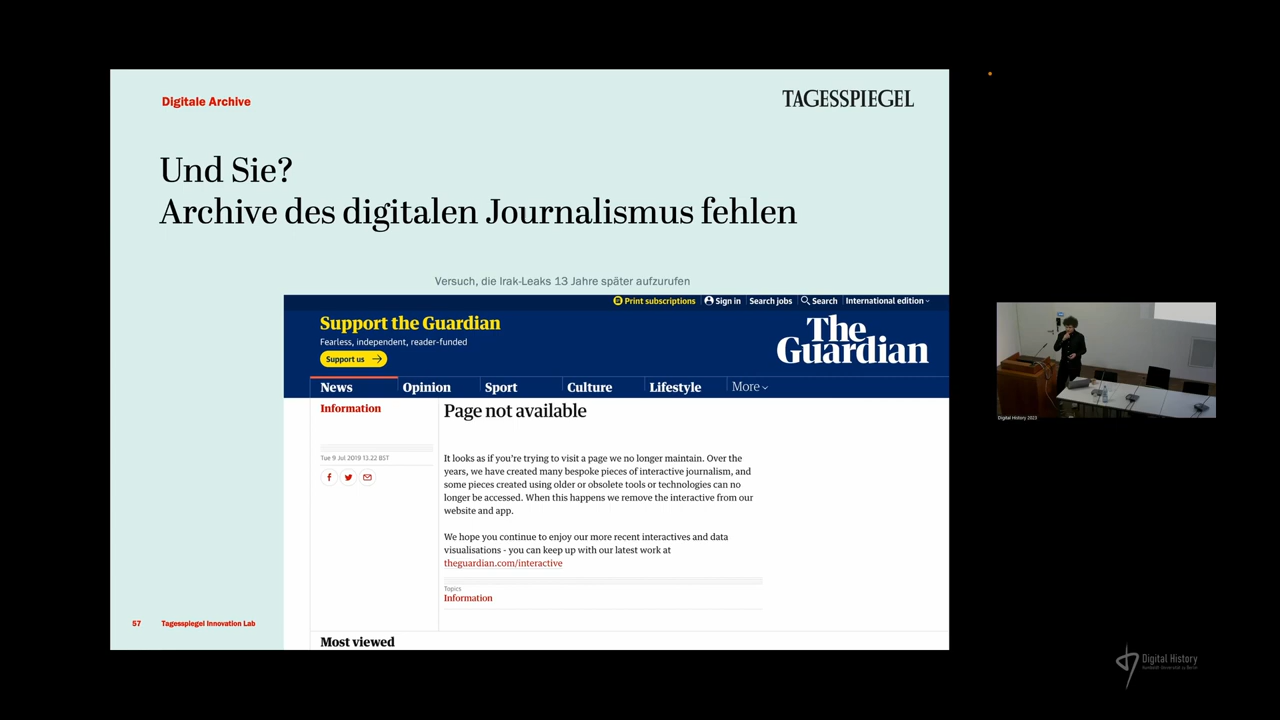 Digitale Archive
TAGESSPIEGEL
Und Sie?
Archive des digitalen Journalismus fehlen
Versuch, die Irak-Leaks 13 Jahre später aufzurufen
Print subscriptions
Sign in
Search jobs
Search
International edition
Support the Guardian
Fearless, independent, reader-funded
Support us
The
Guardian
News
Opinion
Sport
Culture
Lifestyle
More
Information
Page not available
Tue 9 Jul 2019 13.22 BST
It looks as if you're trying to visit a page we no longer maintain. Over the
years, we have created many bespoke pieces of interactive journalism, and
some pieces created using older or obsolete tools or technologies can no
longer be accessed. When this happens we remove the interactive from our
website and app.
We hope you continue to enjoy our more recent interactives and data
visualisations - you can keep up with our latest work at
theguardian.com/interactive
Topics
Information
Most viewed
57
Tagesspiegel Innovation Lab
Digital History 2023
Digital History
Humboldt-Universität zu Berlin